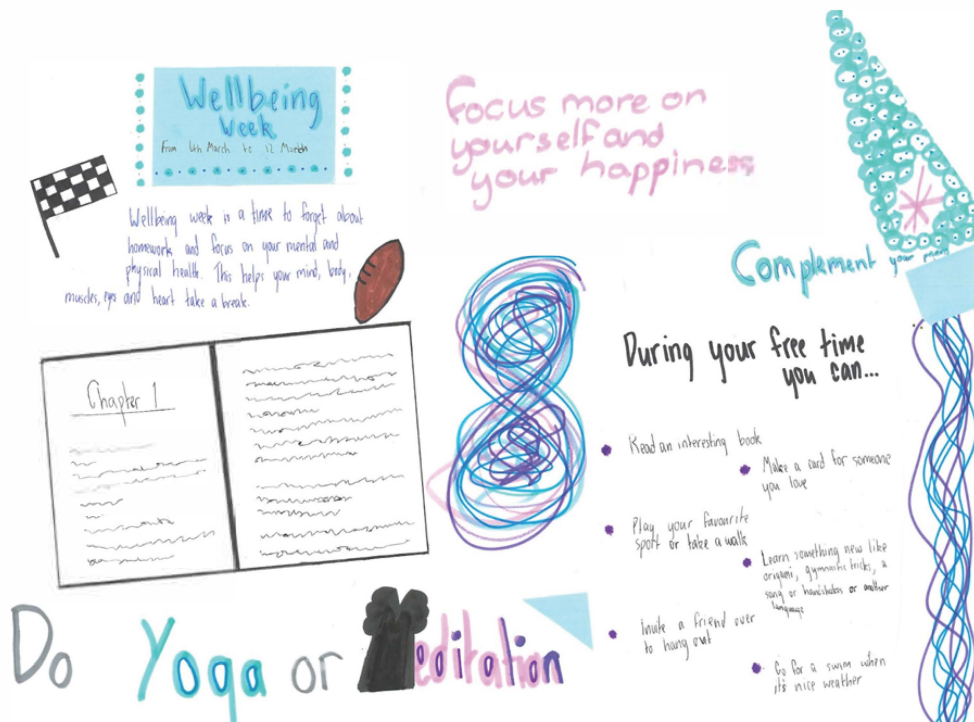 Wellbeing
Week
From 6th March to 12 March
Wellbeing week is a time to forget about
homework and focus on your mental and
physical health. This helps your mind, body,
muscles, eyes and heart take a break.
Focus more on
yourself and
your happiness
Complement your
Chapter 1
During your free time
you can...
Read an interesting book
Make a card for someone
you love
Play your favourite
sport or take a walk
Learn something new like
origami, gymnastic tricks, a
song or handshakes or another
language
Invite a friend over
to hang out
Go for a swim when
it's nice weather
Do Yoga or Meditation